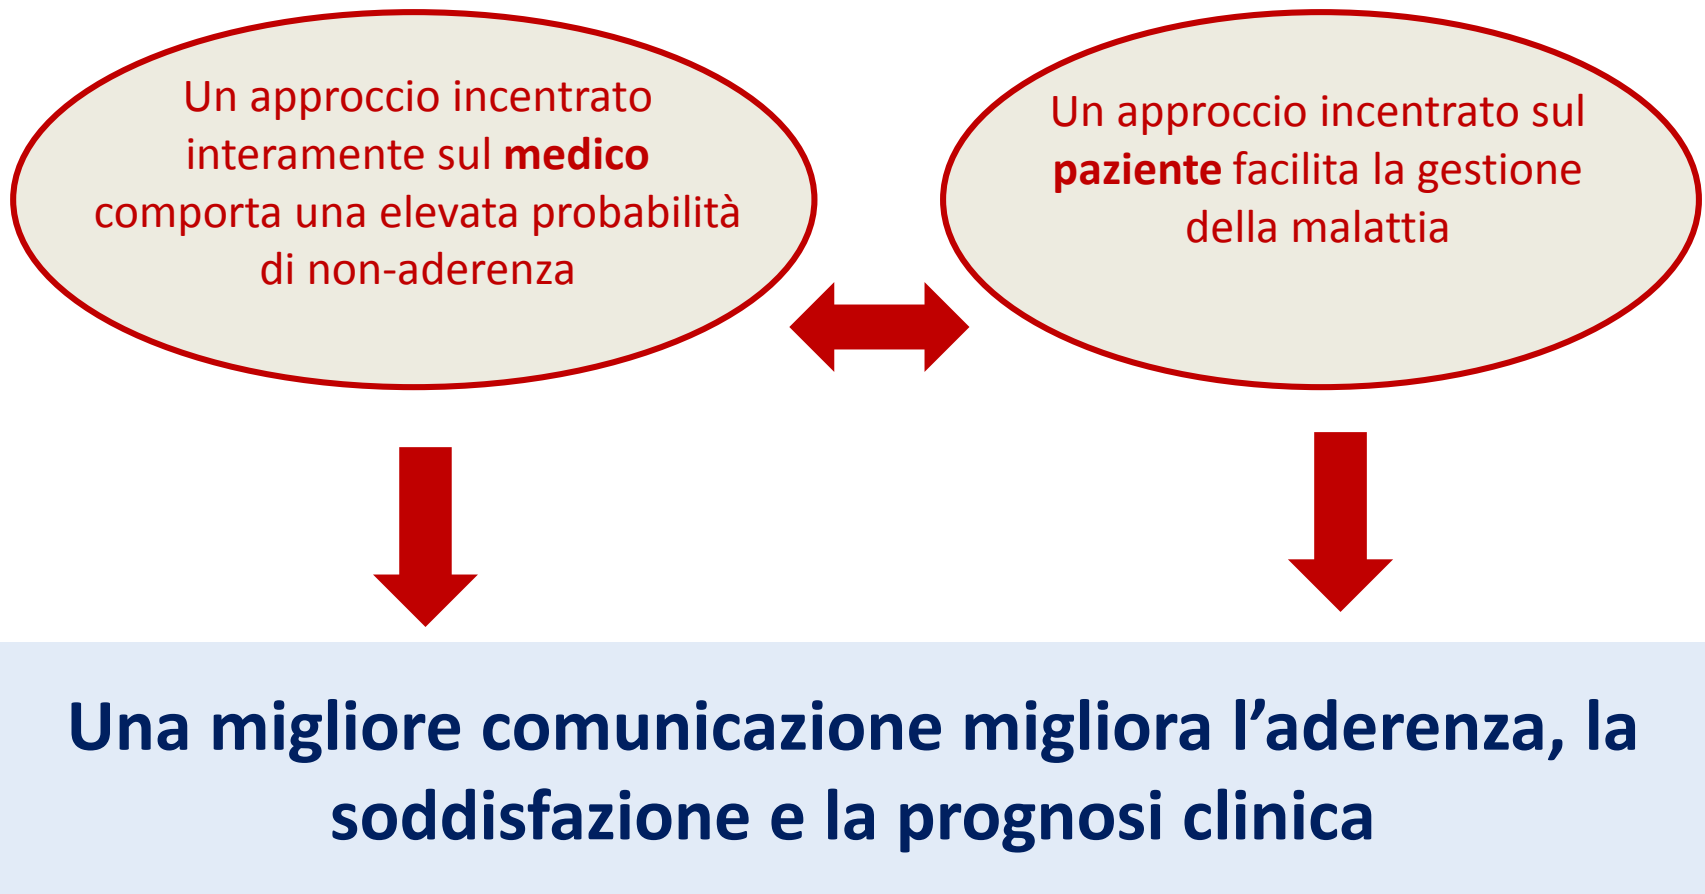 Un approccio incentrato
interamente sul medico
comporta una elevata probabilità
di non-aderenza
Un approccio incentrato sul
paziente facilita la gestione
della malattia
Una migliore comunicazione migliora l’aderenza, la
soddisfazione e la prognosi clinica